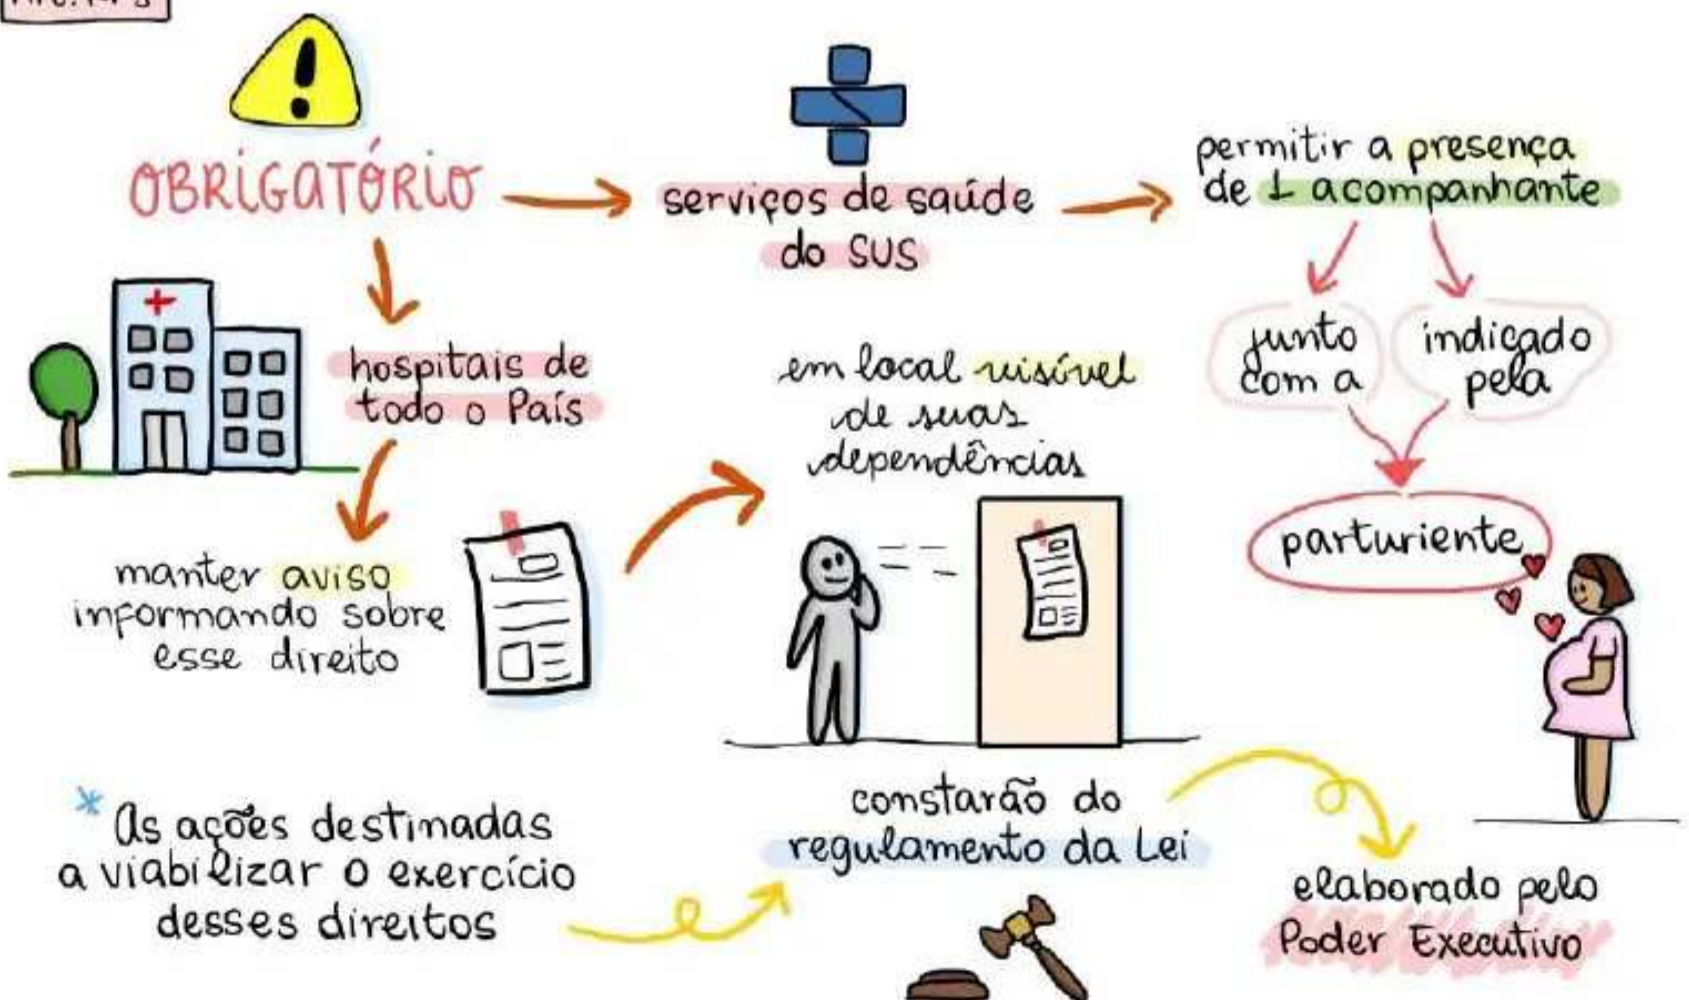 OBRIGATÓRIO
serviços de saúde
do SUS
permitir a presença
de 1 acompanhante
junto
com a
indicado
pela
parturiente
hospitais de
todo o País
manter aviso
informando sobre
esse direito
em local visível
de suas
dependências
* As ações destinadas
a viabilizar o exercício
desses direitos
constarão do
regulamento da Lei
elaborado pelo
Poder Executivo